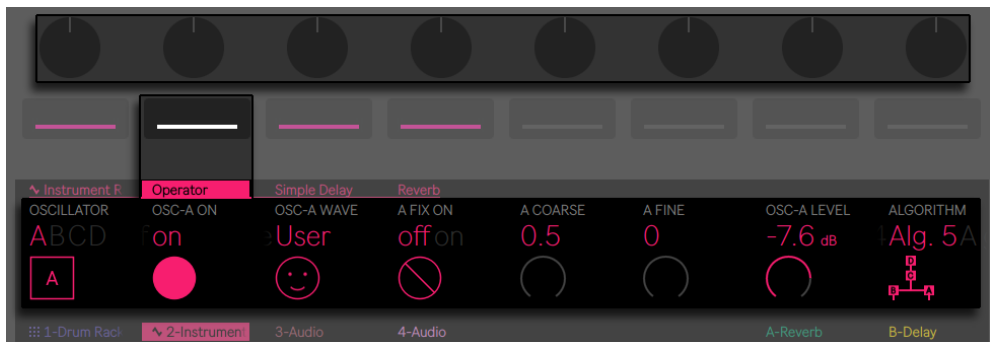 Instrument R Operator Simple Delay Reverb
OSCILLATOR OSC-A ON OSC-A WAVE A FIX ON A COARSE A FINE OSC-A LEVEL ALGORITHM
ABCD on User off on 0.5 0 -7.6 dB Alg. 5
A
D
C
B A
1-Drum Rack 2-Instrument 3-Audio 4-Audio A-Reverb B-Delay